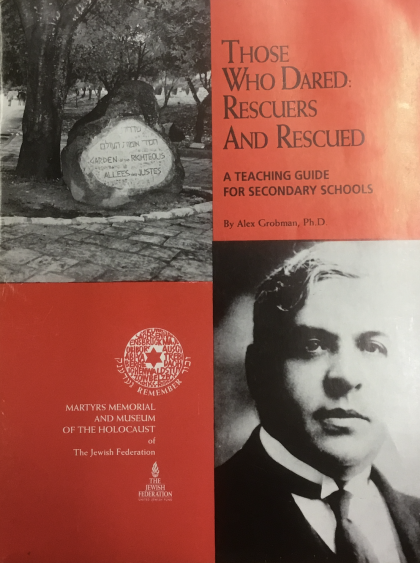 THOSE
WHO DARED:
RESCUERS
AND RESCUED
A TEACHING GUIDE
FOR SECONDARY SCHOOLS
By Alex Grobman, Ph.D.
GARDEN OF THE RIGHTEOUS
ALLEES DES JUSTES
REMEMBER
MARTYRS MEMORIAL
AND MUSEUM
OF THE HOLOCAUST
of
The Jewish Federation
THE
JEWISH
FEDERATION